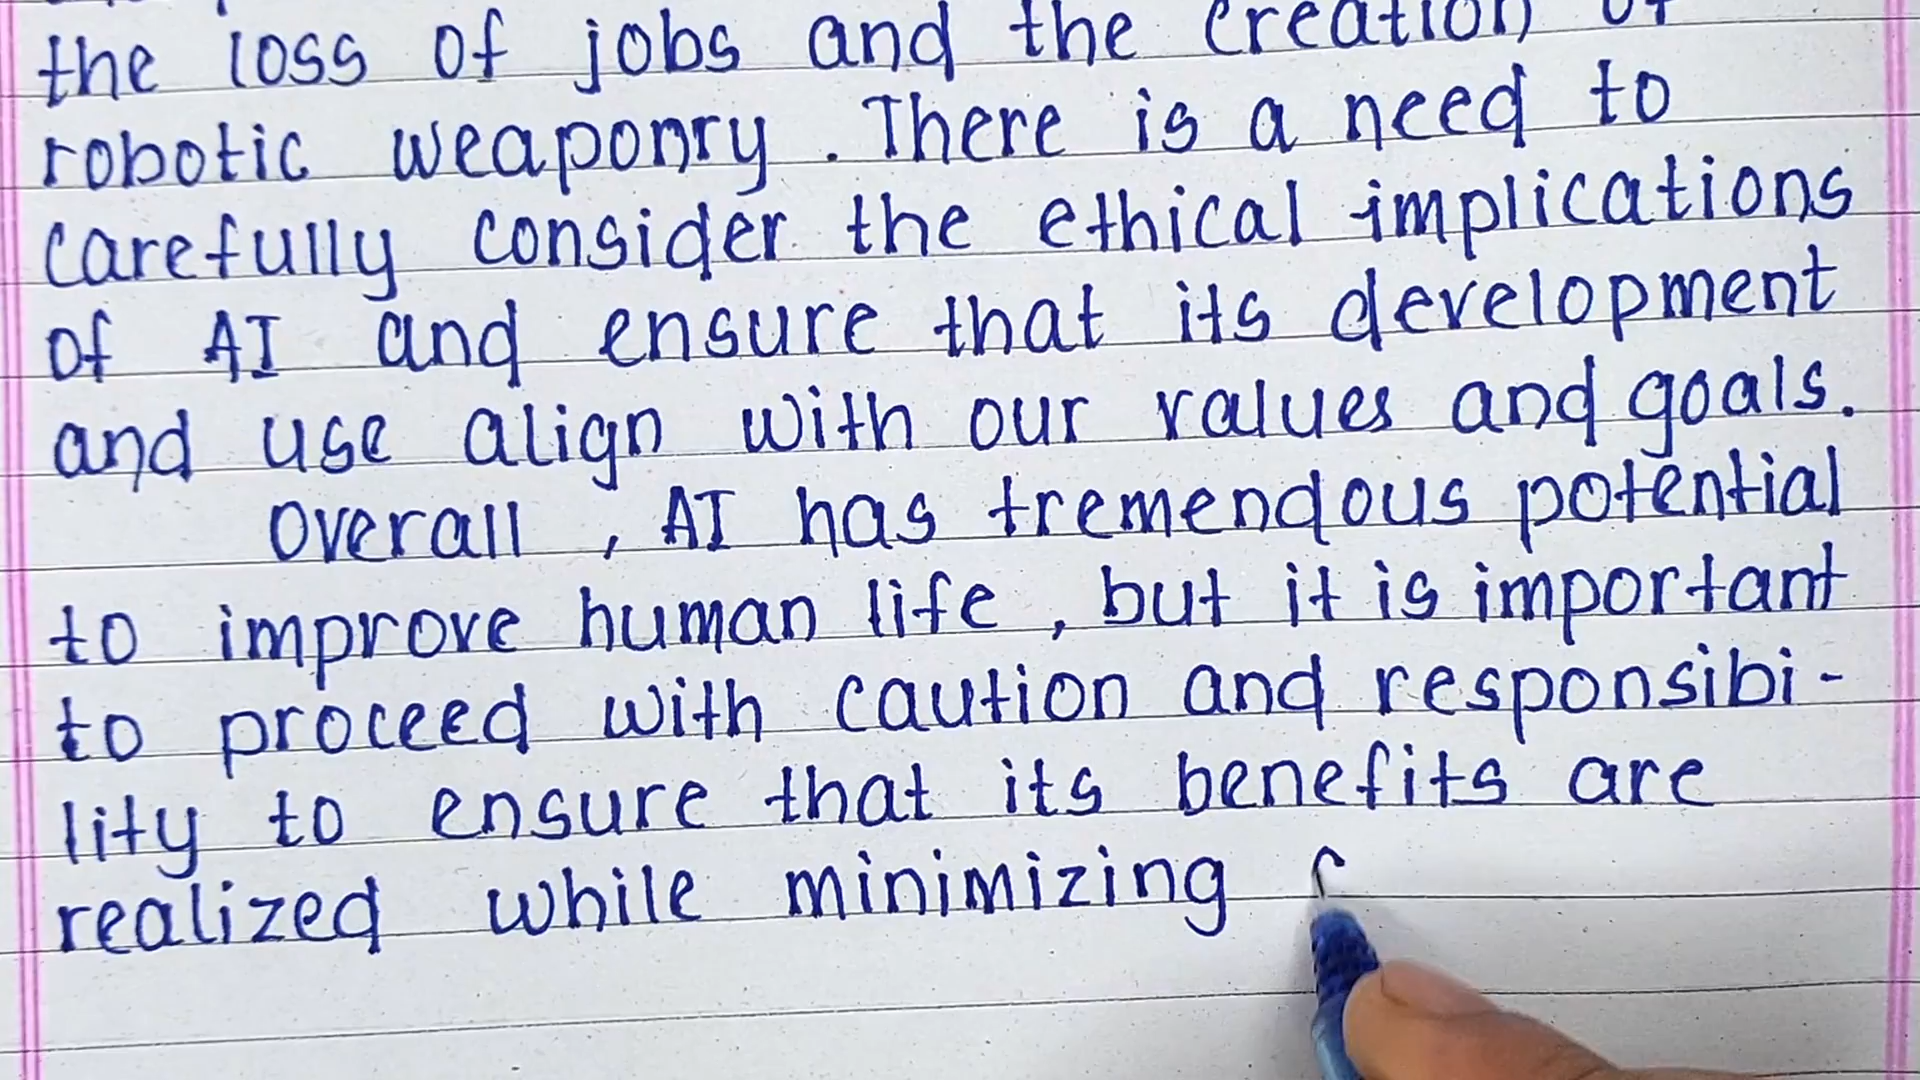 the loss of jobs and the creation of
robotic weaponry. There is a need to
carefully consider the ethical implications
of AI and ensure that its development
and use align with our values and goals.
Overall, AI has tremendous potential
to improve human life, but it is important
to proceed with caution and responsibi-
lity to ensure that its benefits are
realized while minimizing